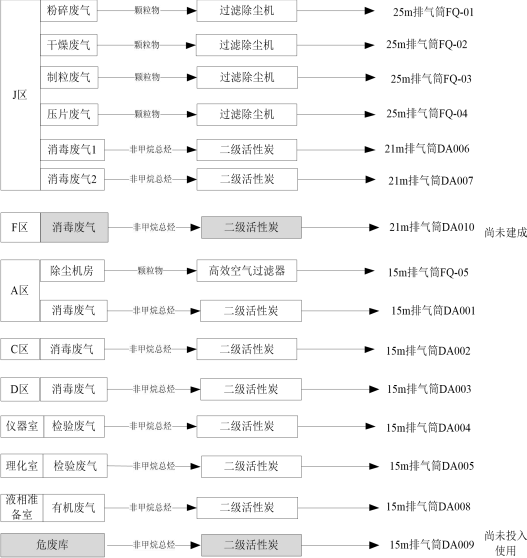 J区
粉碎废气 颗粒物 过滤除尘机 25m排气筒FQ-01
干燥废气 颗粒物 过滤除尘机 25m排气筒FQ-02
制粒废气 颗粒物 过滤除尘机 25m排气筒FQ-03
压片废气 颗粒物 过滤除尘机 25m排气筒FQ-04
消毒废气1 非甲烷总烃 二级活性炭 21m排气筒DA006
消毒废气2 非甲烷总烃 二级活性炭 21m排气筒DA007
F区 消毒废气 非甲烷总烃 二级活性炭 21m排气筒DA010 尚未建成
A区
除尘机房 颗粒物 高效空气过滤器 15m排气筒FQ-05
消毒废气 非甲烷总烃 二级活性炭 15m排气筒DA001
C区 消毒废气 非甲烷总烃 二级活性炭 15m排气筒DA002
D区 消毒废气 非甲烷总烃 二级活性炭 15m排气筒DA003
仪器室 检验废气 非甲烷总烃 二级活性炭 15m排气筒DA004
理化室 检验废气 非甲烷总烃 二级活性炭 15m排气筒DA005
液相准
备室 有机废气 非甲烷总烃 二级活性炭 15m排气筒DA008
危废库 非甲烷总烃 二级活性炭 15m排气筒DA009 尚未投入
使用